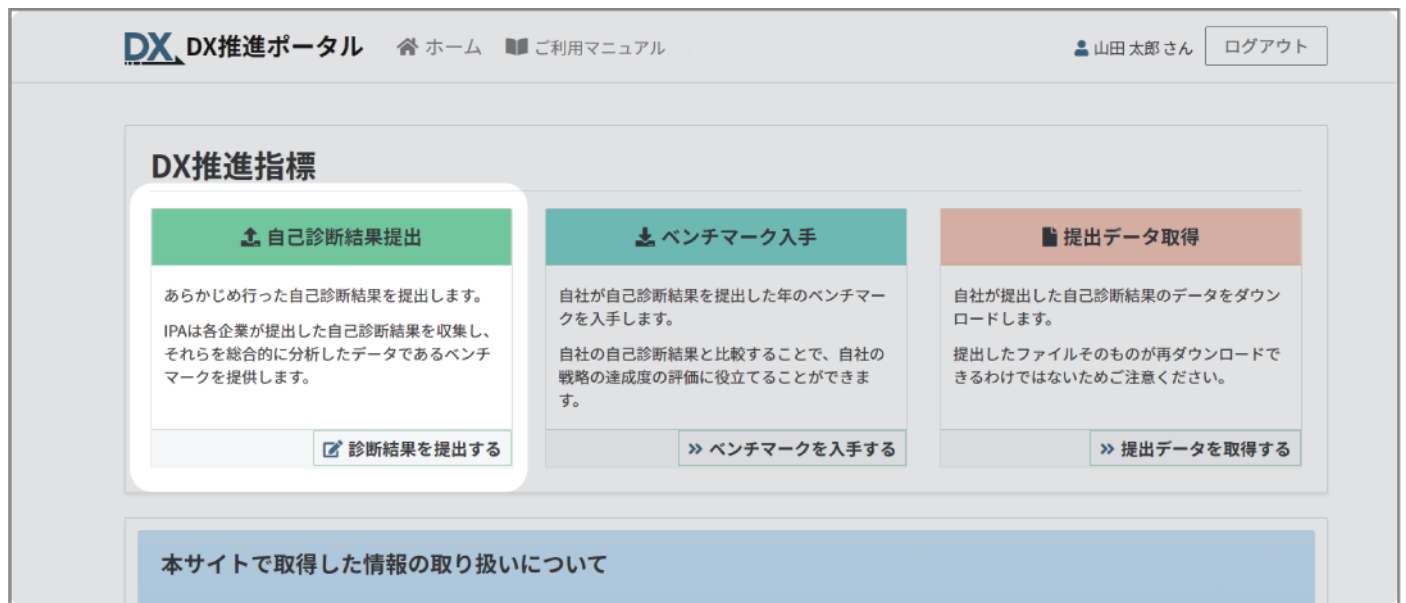 DX DX推進ポータル ホーム ご利用マニュアル 山田 太郎 さん ログアウト
DX推進指標
自己診断結果提出
あらかじめ行った自己診断結果を提出します。
IPAは各企業が提出した自己診断結果を収集し、
それらを総合的に分析したデータであるベンチ
マークを提供します。
診断結果を提出する
ベンチマーク入手
自社が自己診断結果を提出した年のベンチマー
クを入手します。
自社の自己診断結果と比較することで、自社の
戦略の達成度の評価に役立てることができま
す。
ベンチマークを入手する
提出データ取得
自社が提出した自己診断結果のデータをダウン
ロードします。
提出したファイルそのものが再ダウンロードで
きるわけではないためご注意ください。
提出データを取得する
本サイトで取得した情報の取り扱いについて